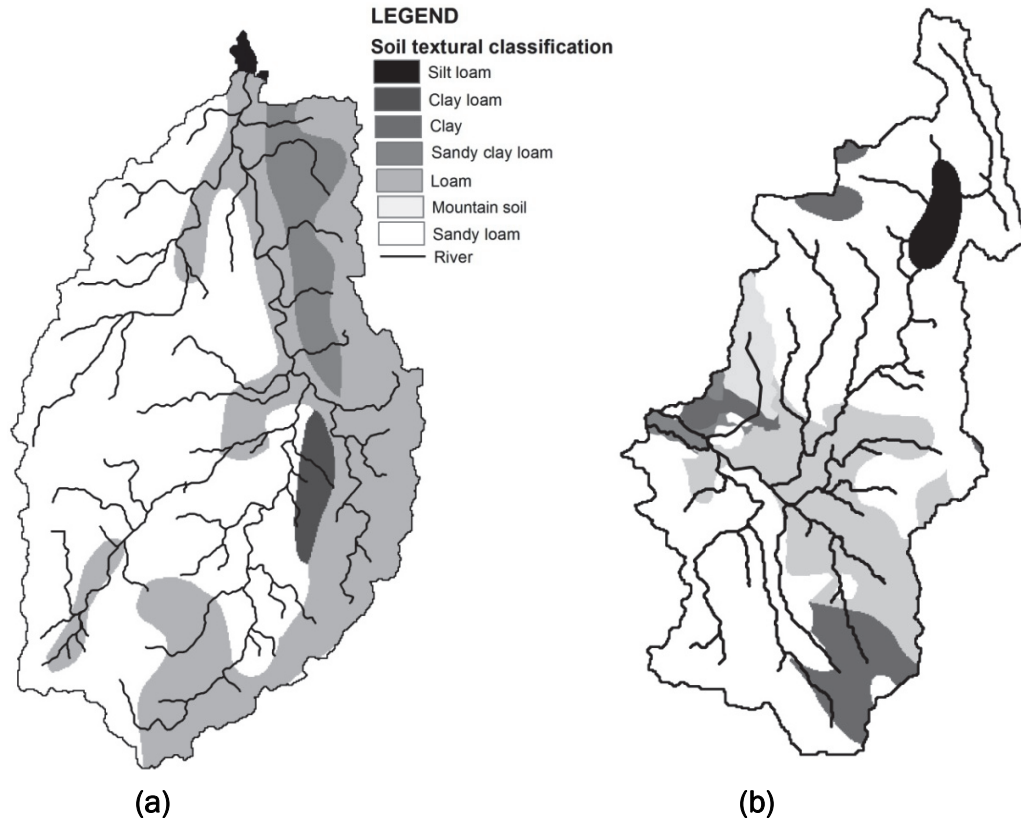 LEGEND
Soil textural classification
Silt loam
Clay loam
Clay
Sandy clay loam
Loam
Mountain soil
Sandy loam
River
(a)
(b)